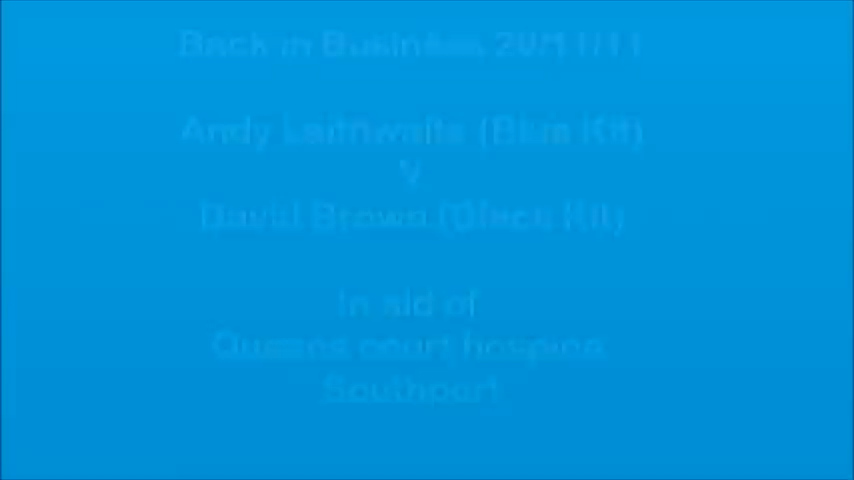 Back in Business 20/11/11
Andy Laithwaite (Blue Kit)
V
David Brown (Black Kit)
In aid of
Queens court hospice
Southport